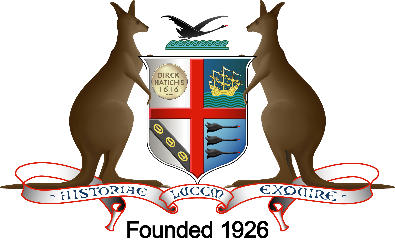 DIRCK
HATICHS
1616
- HISTORIAE LUCEM EXQUIRE -
Founded 1926